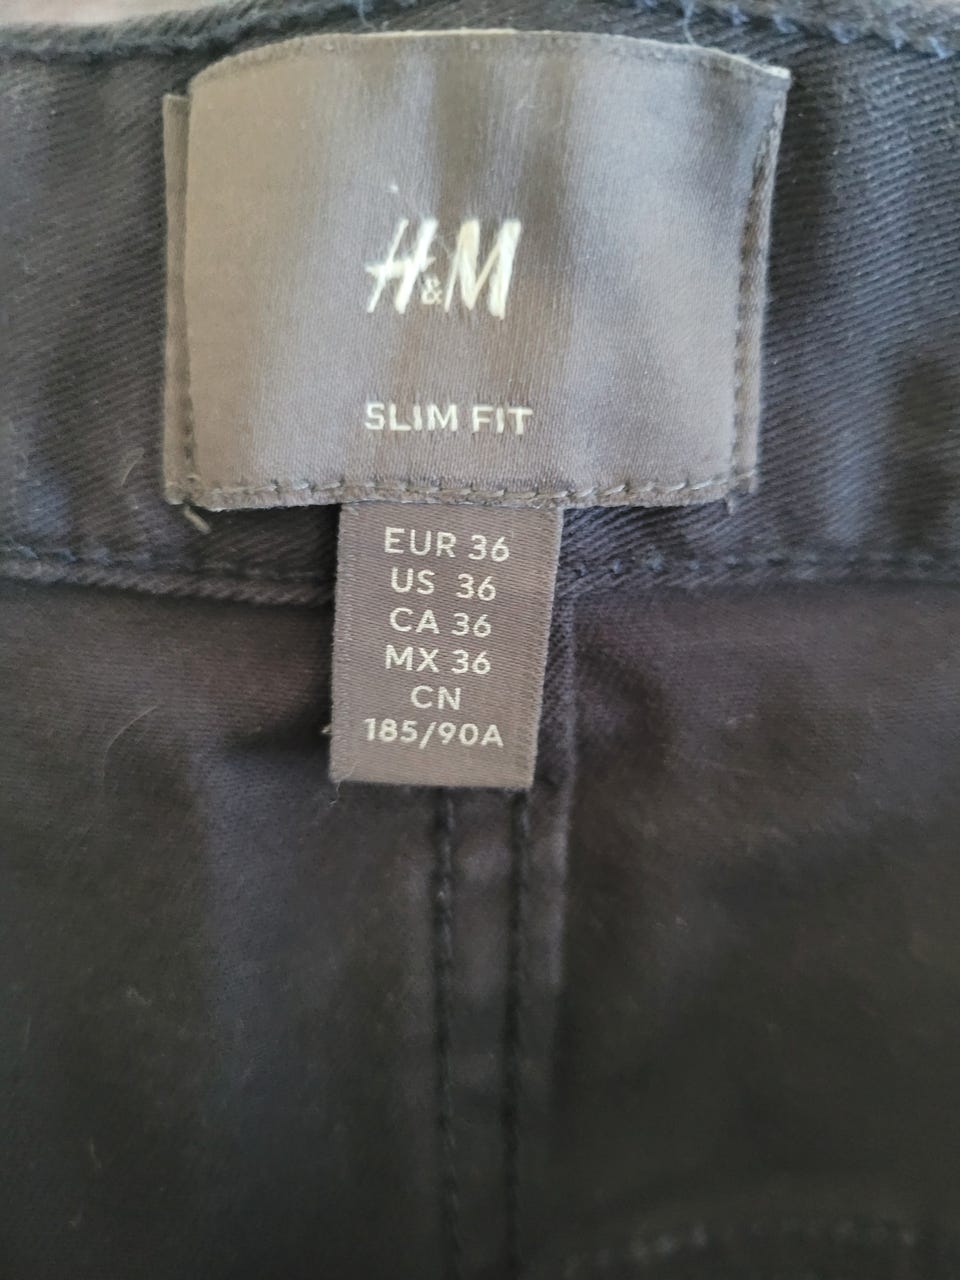 H&M
SLIM FIT
EUR 36
US 36
CA 36
MX 36
CN
185/90A